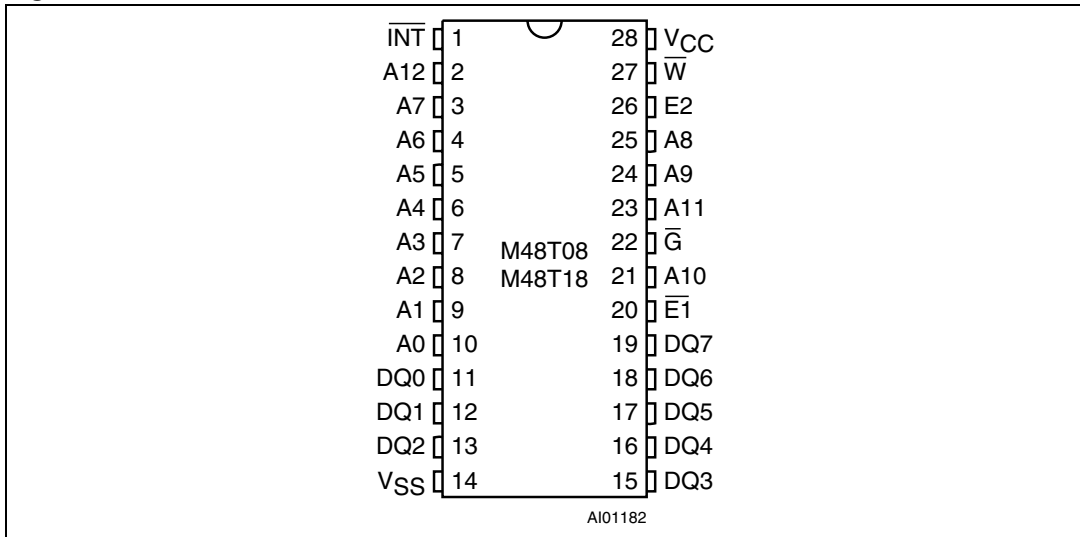 I̅N̅T̅ 1 28 VCC
A12 2 27 W̅
A7 3 26 E2
A6 4 25 A8
A5 5 24 A9
A4 6 23 A11
A3 7 22 G̅
M48T08
A2 8 21 A10
M48T18
A1 9 20 E̅1̅
A0 10 19 DQ7
DQ0 11 18 DQ6
DQ1 12 17 DQ5
DQ2 13 16 DQ4
VSS 14 15 DQ3
AI01182